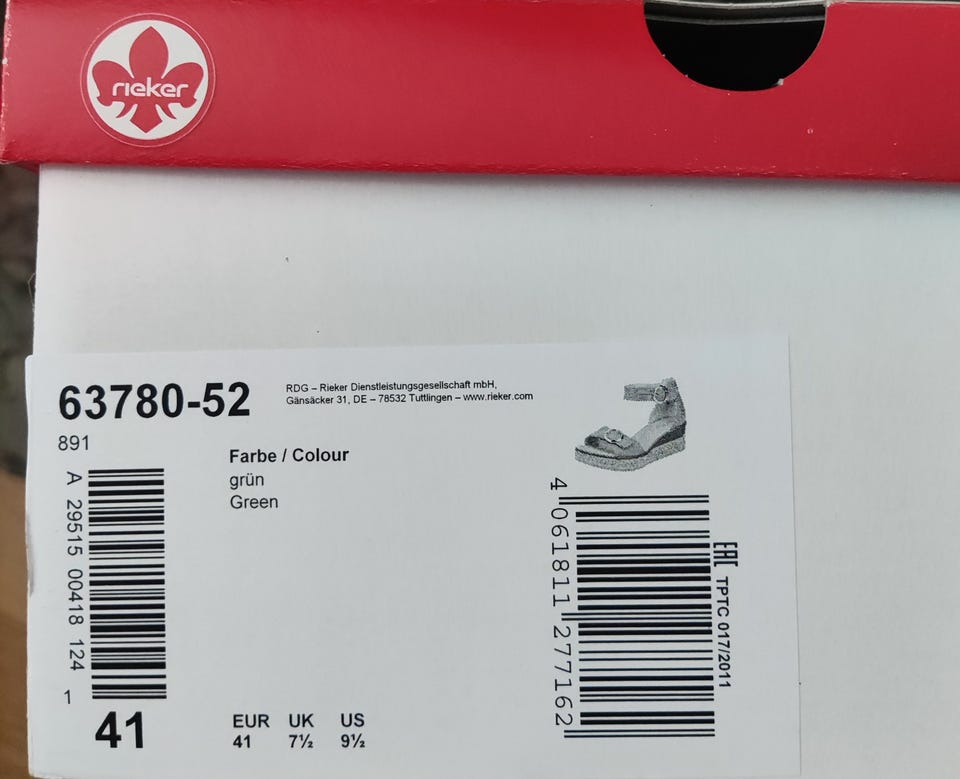 rieker
63780-52
RDG – Rieker Dienstleistungsgesellschaft mbH,
Gänsäcker 31, DE – 78532 Tuttlingen – www.rieker.com
891
Farbe / Colour
grün
Green
A 29515 00418 124 1
4 061811 277162
EAC TPTC 017/2011
41
EUR UK US
41 7½ 9½